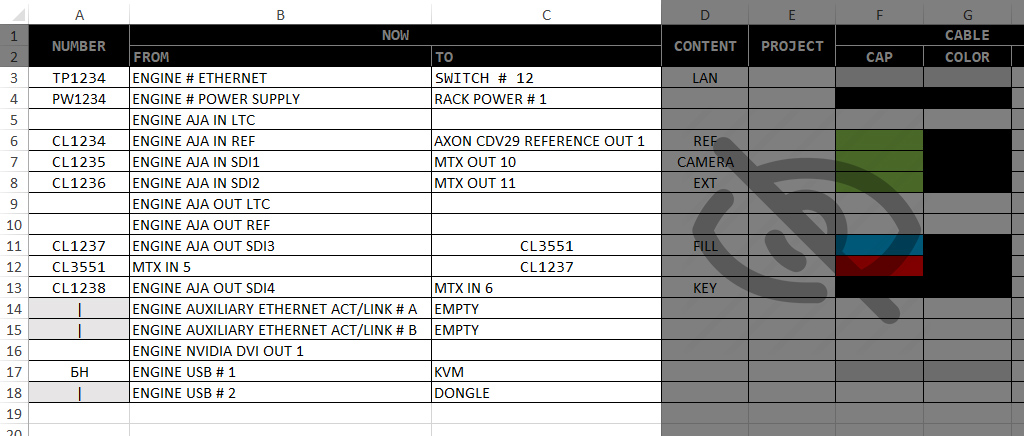 A B C D E F G
1 NUMBER NOW CONTENT PROJECT CABLE
2 FROM TO CAP COLOR
3 TP1234 ENGINE # ETHERNET SWITCH # 12 LAN
4 PW1234 ENGINE # POWER SUPPLY RACK POWER # 1
5 ENGINE AJA IN LTC
6 CL1234 ENGINE AJA IN REF AXON CDV29 REFERENCE OUT 1 REF
7 CL1235 ENGINE AJA IN SDI1 MTX OUT 10 CAMERA
8 CL1236 ENGINE AJA IN SDI2 MTX OUT 11 EXT
9 ENGINE AJA OUT LTC
10 ENGINE AJA OUT REF
11 CL1237 ENGINE AJA OUT SDI3 CL3551 FILL
12 CL3551 MTX IN 5 CL1237
13 CL1238 ENGINE AJA OUT SDI4 MTX IN 6 KEY
14 | ENGINE AUXILIARY ETHERNET ACT/LINK # A EMPTY
15 | ENGINE AUXILIARY ETHERNET ACT/LINK # B EMPTY
16 ENGINE NVIDIA DVI OUT 1
17 БН ENGINE USB # 1 KVM
18 | ENGINE USB # 2 DONGLE
19
20